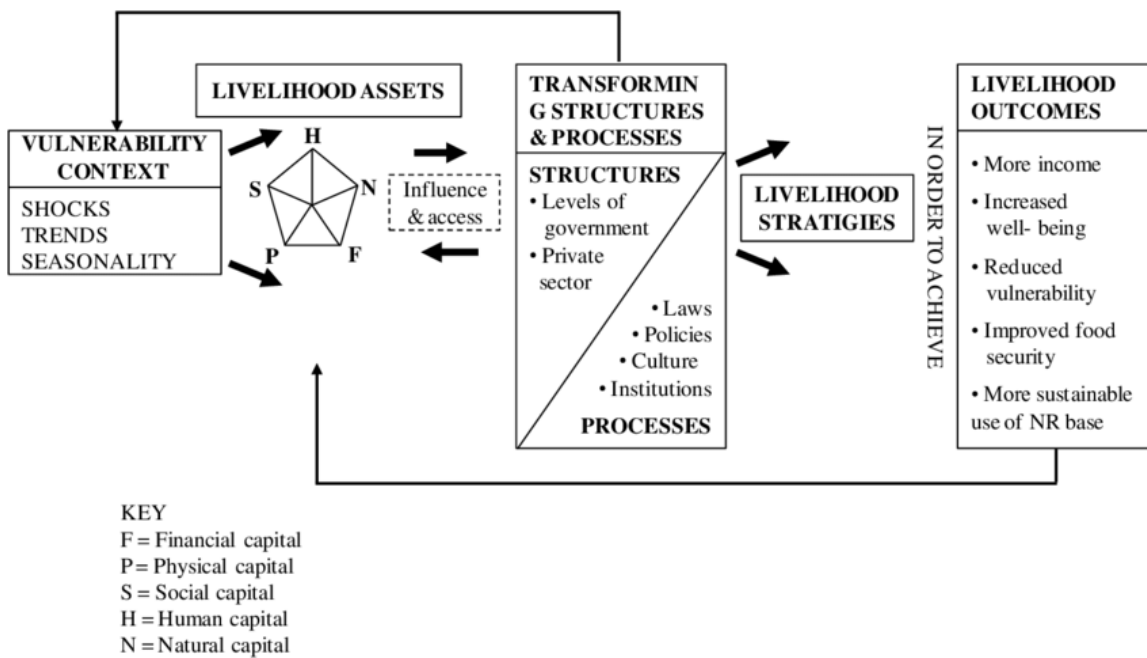 LIVELIHOOD ASSETS
VULNERABILITY
CONTEXT
SHOCKS
TRENDS
SEASONALITY
H
S
N
P
F
Influence
& access
TRANSFORMIN
G STRUCTURES
& PROCESSES
STRUCTURES
• Levels of
government
• Private
sector
• Laws
• Policies
• Culture
• Institutions
PROCESSES
LIVELIHOOD
STRATIGIES
IN ORDER TO ACHIEVE
LIVELIHOOD
OUTCOMES
• More income
• Increased
well- being
• Reduced
vulnerability
• Improved food
security
• More sustainable
use of NR base
KEY
F = Financial capital
P = Physical capital
S = Social capital
H = Human capital
N = Natural capital